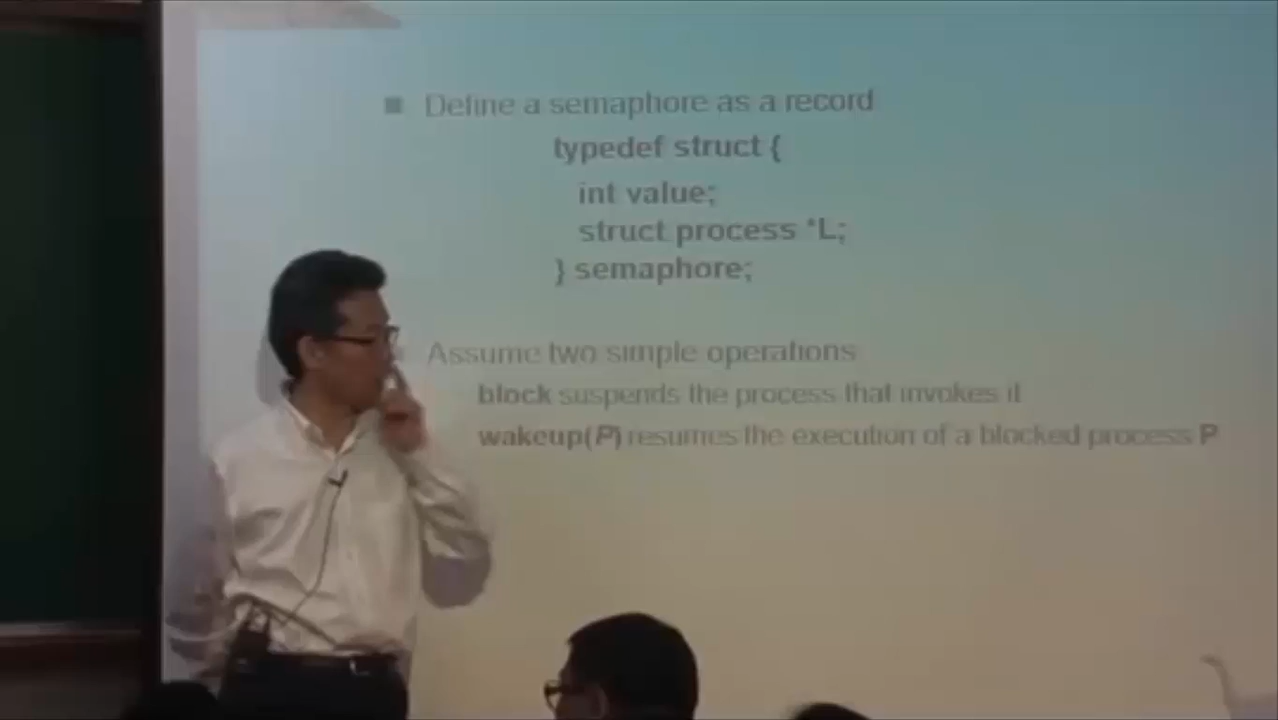 Define a semaphore as a record
typedef struct {
int value;
struct process *L;
} semaphore;
Assume two simple operations
block suspends the process that invokes it
wakeup(P) resumes the execution of a blocked process P